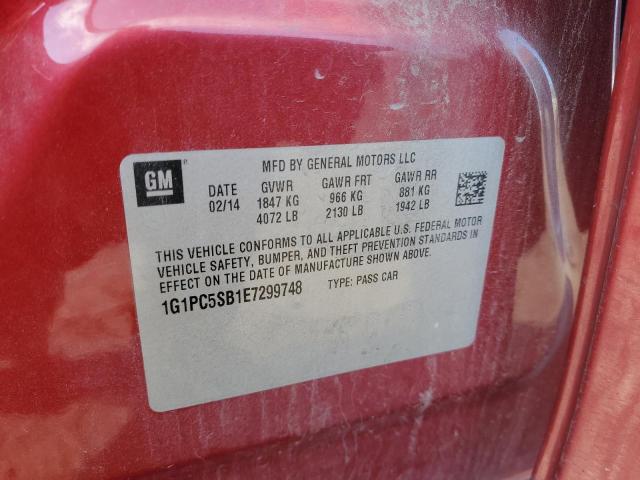 GM
MFD BY GENERAL MOTORS LLC
DATE GVWR GAWR FRT GAWR RR
02/14 1847 KG 966 KG 881 KG
4072 LB 2130 LB 1942 LB
THIS VEHICLE CONFORMS TO ALL APPLICABLE U.S. FEDERAL MOTOR
VEHICLE SAFETY, BUMPER, AND THEFT PREVENTION STANDARDS IN
EFFECT ON THE DATE OF MANUFACTURE SHOWN ABOVE.
1G1PC5SB1E7299748 TYPE: PASS CAR